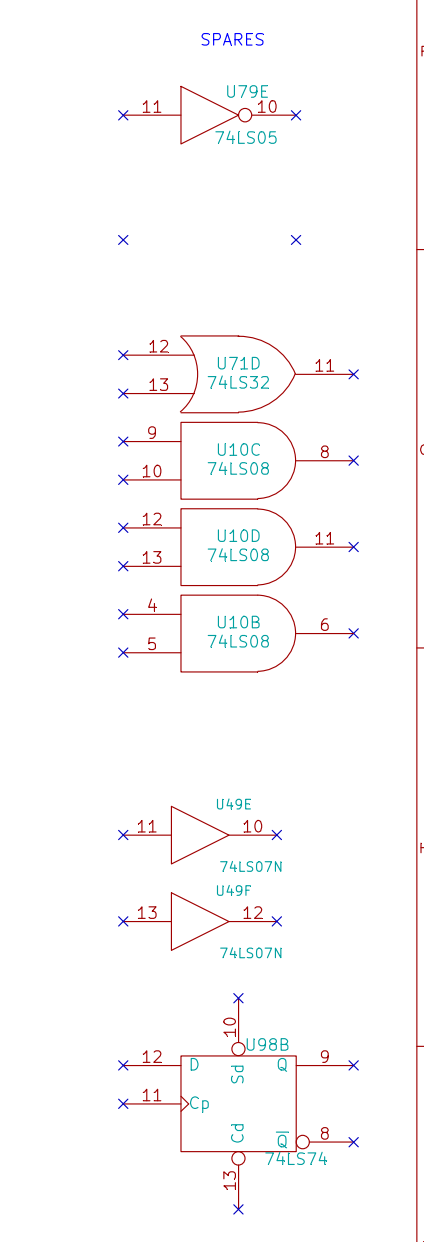 SPARES
U79E
11 10
74LS05
12
U71D 11
74LS32
13
9
U10C 8
74LS08
10
12
U10D 11
74LS08
13
4
U10B 6
74LS08
5
U49E
11 10
74LS07N
U49F
13 12
74LS07N
10
U98B
12 D Sd Q 9
11 Cp
Cd Q̅ 8
74LS74
13